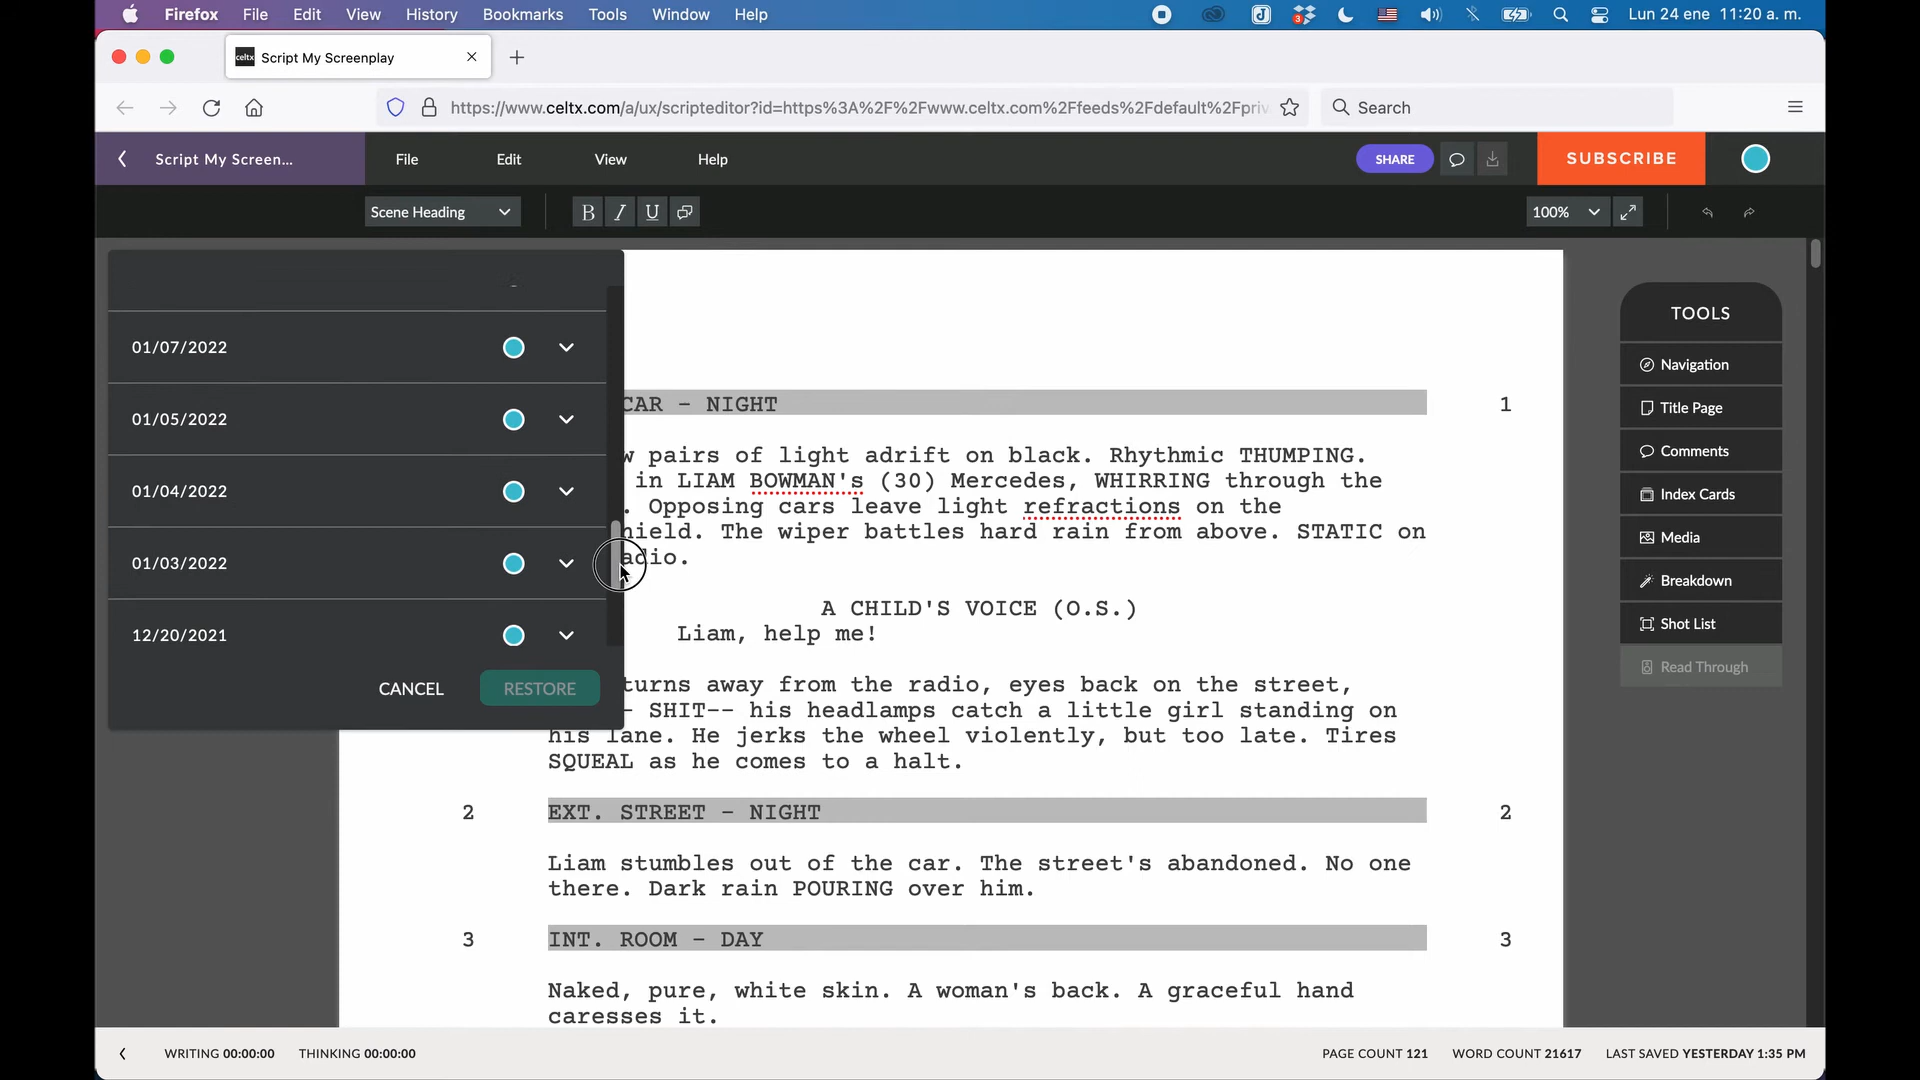 Firefox File Edit View History Bookmarks Tools Window Help
3
Lun 24 ene 11:20 a. m.
celtx Script My Screenplay
https://www.celtx.com/a/ux/scripteditor?id=https%3A%2F%2Fwww.celtx.com%2Ffeeds%2Fdefault%2Fpriv
Search
Script My Screen...
File Edit View Help
SHARE
SUBSCRIBE
Scene Heading
B I U
100%
01/07/2022
01/05/2022
01/04/2022
01/03/2022
12/20/2021
CANCEL RESTORE
CAR - NIGHT 1
pairs of light adrift on black. Rhythmic THUMPING.
in LIAM BOWMAN's (30) Mercedes, WHIRRING through the
. Opposing cars leave light refractions on the
hield. The wiper battles hard rain from above. STATIC on
adio.
A CHILD'S VOICE (O.S.)
Liam, help me!
turns away from the radio, eyes back on the street,
- SHIT-- his headlamps catch a little girl standing on
his lane. He jerks the wheel violently, but too late. Tires
SQUEAL as he comes to a halt.
2 EXT. STREET - NIGHT 2
Liam stumbles out of the car. The street's abandoned. No one
there. Dark rain POURING over him.
3 INT. ROOM - DAY 3
Naked, pure, white skin. A woman's back. A graceful hand
caresses it.
TOOLS
Navigation
Title Page
Comments
Index Cards
Media
Breakdown
Shot List
Read Through
WRITING 00:00:00 THINKING 00:00:00
PAGE COUNT 121 WORD COUNT 21617 LAST SAVED YESTERDAY 1:35 PM